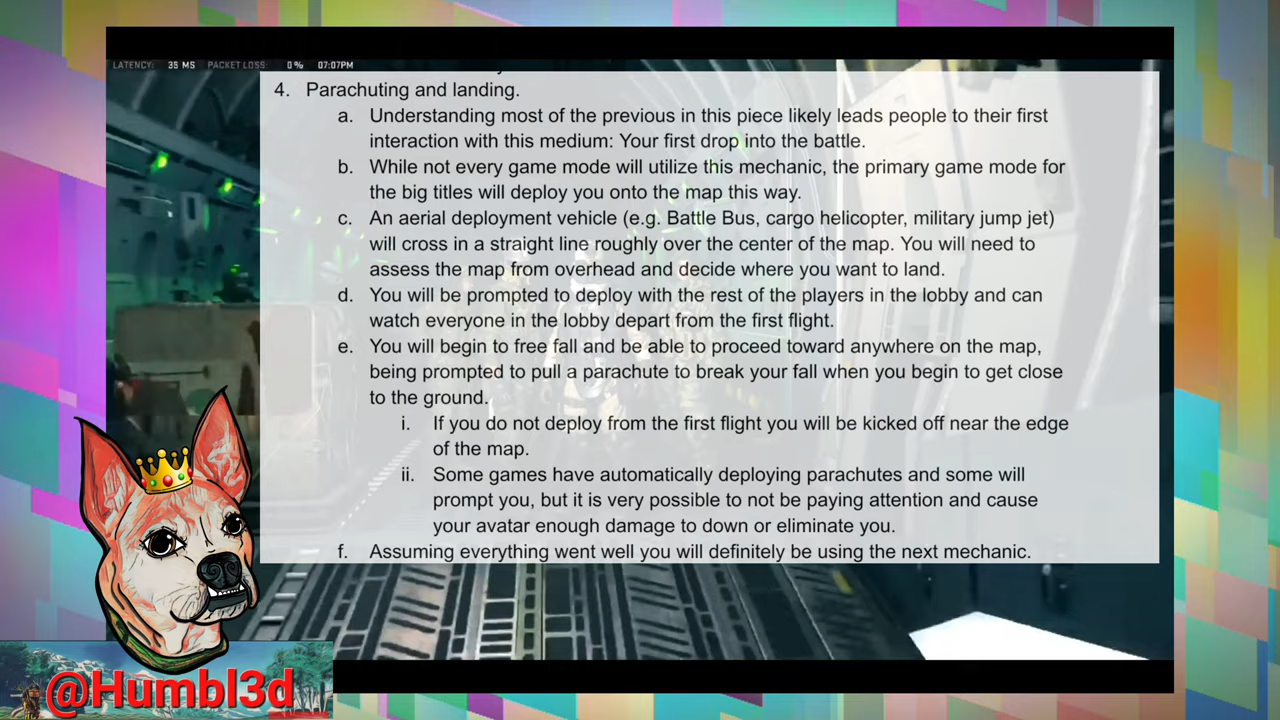 LATENCY: 35 MS PACKET LOSS: 0 % 07:07PM
4. Parachuting and landing.
a. Understanding most of the previous in this piece likely leads people to their first
interaction with this medium: Your first drop into the battle.
b. While not every game mode will utilize this mechanic, the primary game mode for
the big titles will deploy you onto the map this way.
c. An aerial deployment vehicle (e.g. Battle Bus, cargo helicopter, military jump jet)
will cross in a straight line roughly over the center of the map. You will need to
assess the map from overhead and decide where you want to land.
d. You will be prompted to deploy with the rest of the players in the lobby and can
watch everyone in the lobby depart from the first flight.
e. You will begin to free fall and be able to proceed toward anywhere on the map,
being prompted to pull a parachute to break your fall when you begin to get close
to the ground.
i. If you do not deploy from the first flight you will be kicked off near the edge
of the map.
ii. Some games have automatically deploying parachutes and some will
prompt you, but it is very possible to not be paying attention and cause
your avatar enough damage to down or eliminate you.
f. Assuming everything went well you will definitely be using the next mechanic.
@Humbl3d